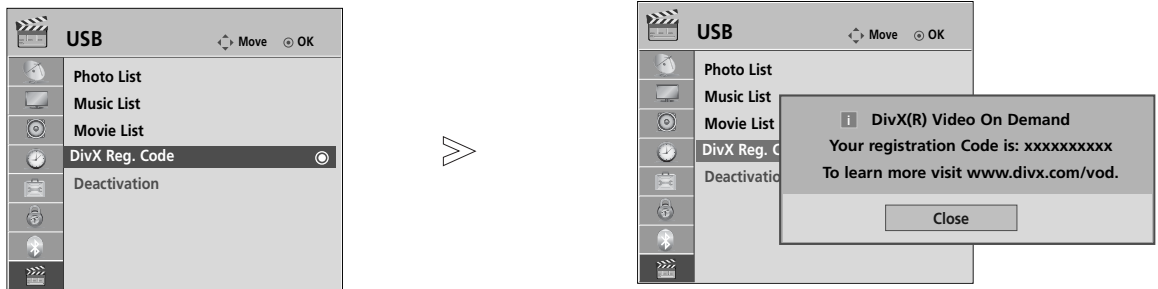 USB
Move
OK
Photo List
Music List
Movie List
DivX Reg. Code
Deactivation
USB
Move
OK
Photo List
Music List
Movie List
DivX Reg. C
Deactivatio
i DivX(R) Video On Demand
Your registration Code is: xxxxxxxxxx
To learn more visit www.divx.com/vod.
Close